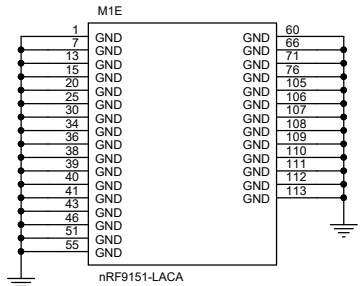 M1E
1 GND GND 60
7 GND GND 66
13 GND GND 71
15 GND GND 76
20 GND GND 105
25 GND GND 106
30 GND GND 107
34 GND GND 108
36 GND GND 109
38 GND GND 110
39 GND GND 111
40 GND GND 112
41 GND GND 113
43 GND
46 GND
51 GND
55 GND
nRF9151-LACA